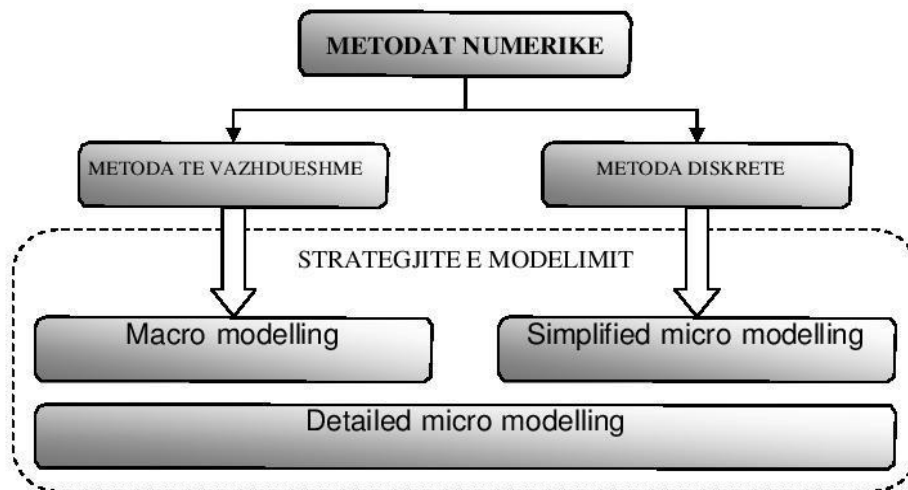 METODAT NUMERIKE
METODA TE VAZHDUESHME
METODA DISKRETE
STRATEGJITE E MODELIMIT
Macro modelling
Simplified micro modelling
Detailed micro modelling